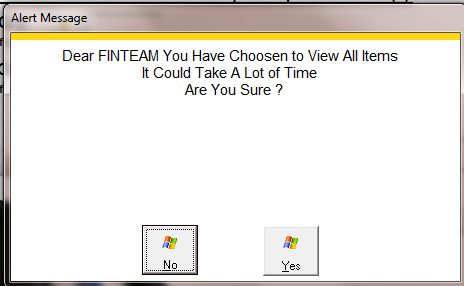 Alert Message
Dear FINTEAM You Have Choosen to View All Items
It Could Take A Lot of Time
Are You Sure ?
No
Yes